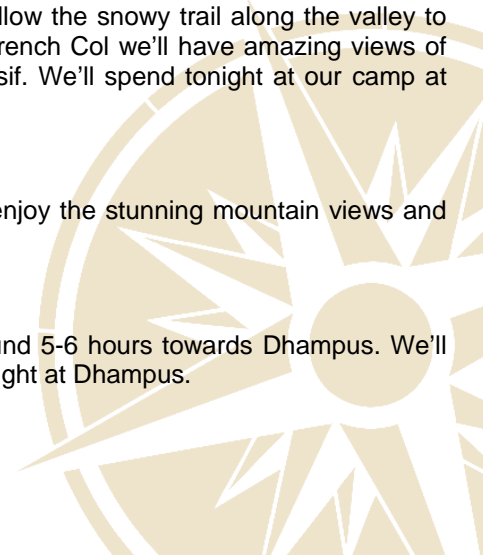 llow the snowy trail along the valley to
rench Col we'll have amazing views of
sif. We'll spend tonight at our camp at
enjoy the stunning mountain views and
und 5-6 hours towards Dhampus. We'll
ight at Dhampus.